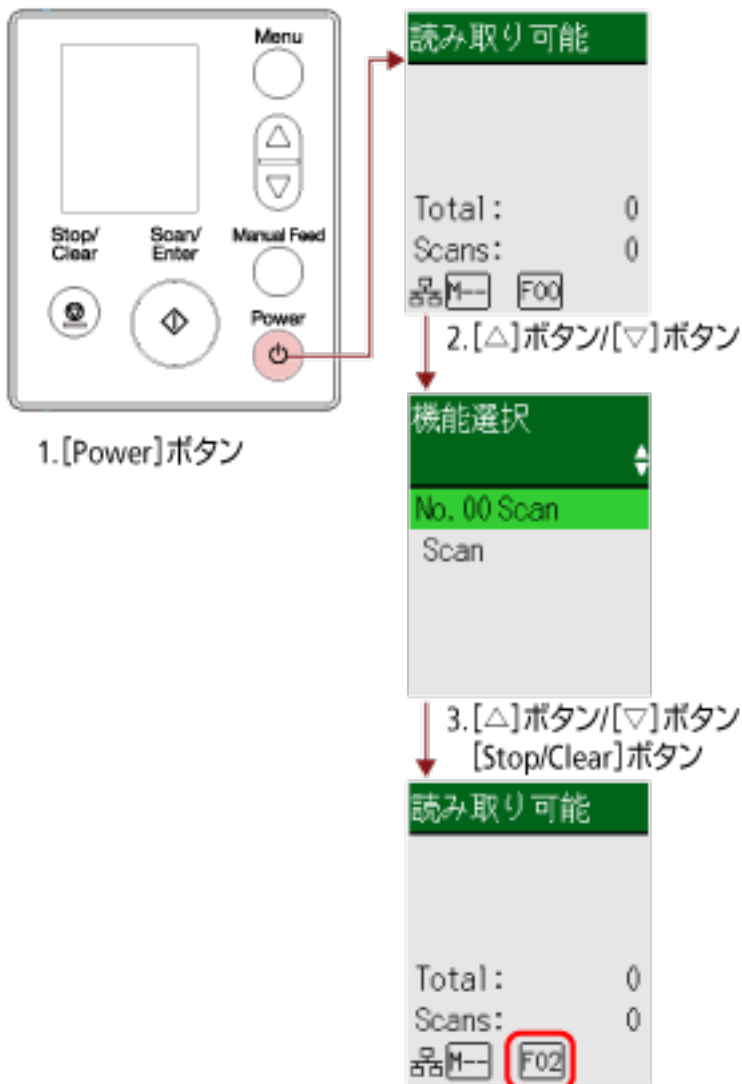 Menu
Stop/
Clear
Scan/
Enter
Manual Feed
Power
1.[Power]ボタン
読み取り可能
Total: 0
Scans: 0
M-- F00
2.[△]ボタン/[▽]ボタン
機能選択
No.00 Scan
Scan
3.[△]ボタン/[▽]ボタン
[Stop/Clear]ボタン
読み取り可能
Total: 0
Scans: 0
M-- F02